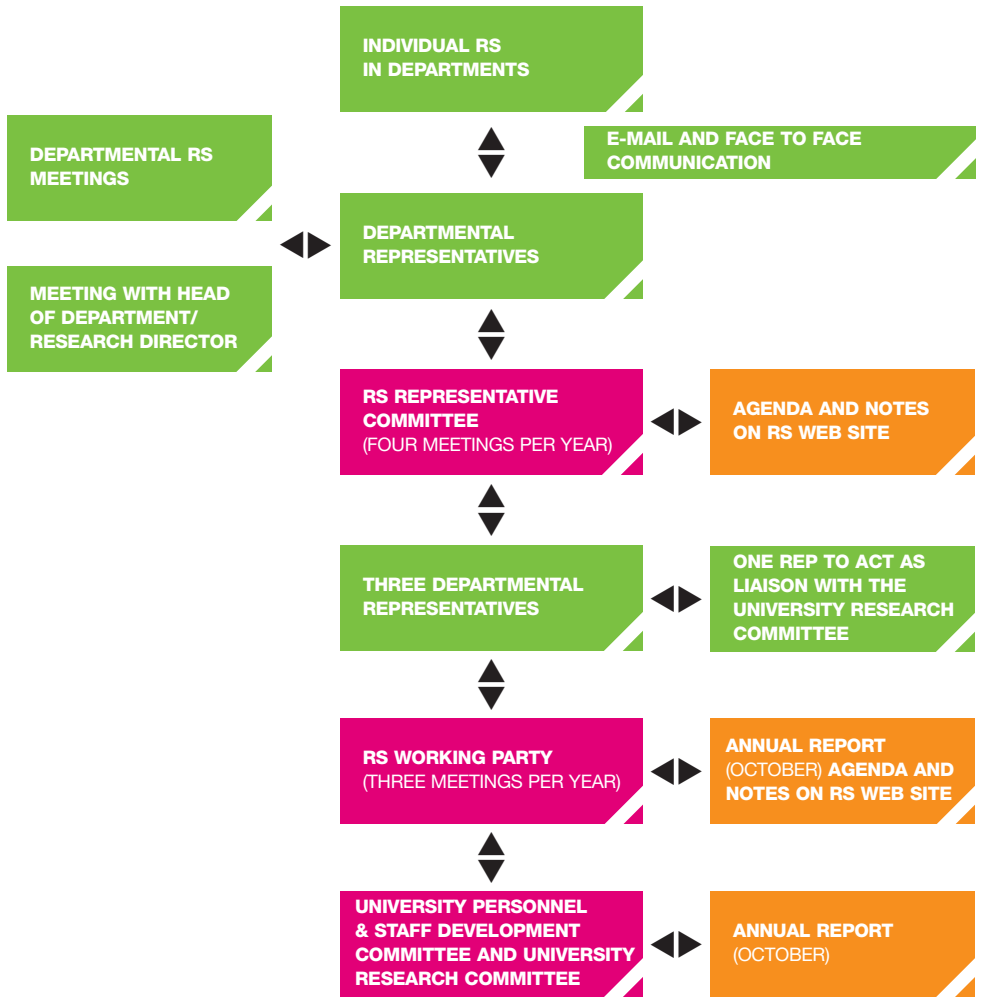 INDIVIDUAL RS
IN DEPARTMENTS
E-MAIL AND FACE TO FACE
COMMUNICATION
DEPARTMENTAL RS
MEETINGS
DEPARTMENTAL
REPRESENTATIVES
MEETING WITH HEAD
OF DEPARTMENT/
RESEARCH DIRECTOR
RS REPRESENTATIVE
COMMITTEE
(FOUR MEETINGS PER YEAR)
AGENDA AND NOTES
ON RS WEB SITE
THREE DEPARTMENTAL
REPRESENTATIVES
ONE REP TO ACT AS
LIAISON WITH THE
UNIVERSITY RESEARCH
COMMITTEE
RS WORKING PARTY
(THREE MEETINGS PER YEAR)
ANNUAL REPORT
(OCTOBER) AGENDA AND
NOTES ON RS WEB SITE
UNIVERSITY PERSONNEL
& STAFF DEVELOPMENT
COMMITTEE AND UNIVERSITY
RESEARCH COMMITTEE
ANNUAL REPORT
(OCTOBER)